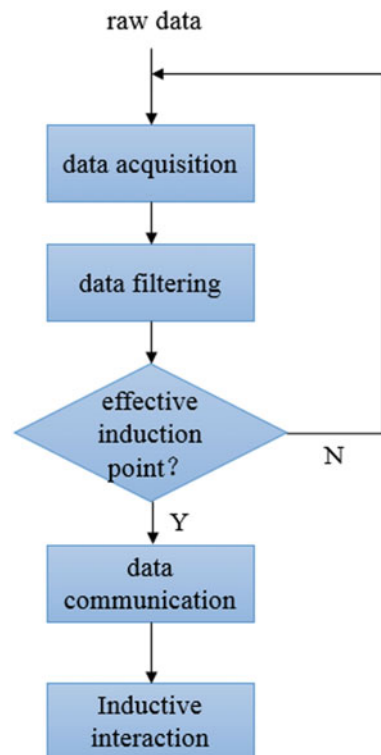 raw data
data acquisition
data filtering
effective
induction
point？
N
Y
data
communication
Inductive
interaction